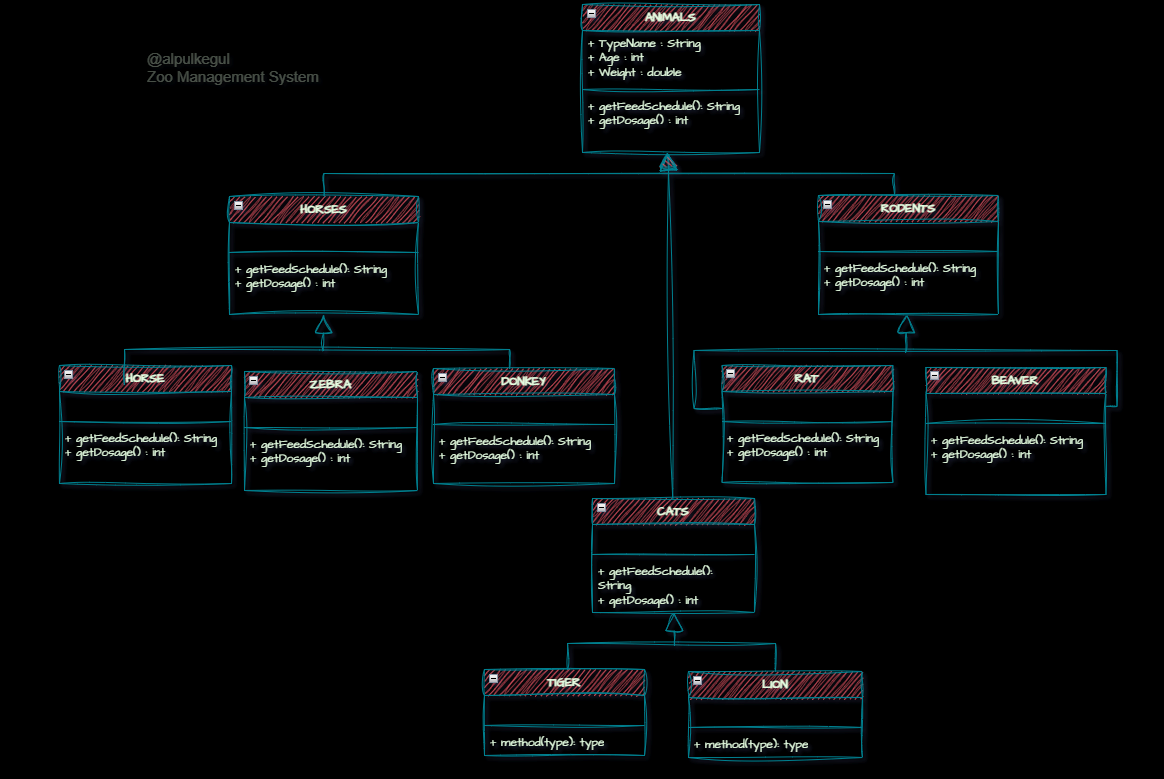 @alpulkegul
Zoo Management System
ANIMALS
+ TypeName : String
+ Age : int
+ Weight : double
+ getFeedSchedule(): String
+ getDosage() : int
HORSES
+ getFeedSchedule(): String
+ getDosage() : int
RODENTS
+ getFeedSchedule(): String
+ getDosage() : int
HORSE
+ getFeedSchedule(): String
+ getDosage() : int
ZEBRA
+ getFeedSchedule(): String
+ getDosage() : int
DONKEY
+ getFeedSchedule(): String
+ getDosage() : int
RAT
+ getFeedSchedule(): String
+ getDosage() : int
BEAVER
+ getFeedSchedule(): String
+ getDosage() : int
CATS
+ getFeedSchedule():
String
+ getDosage() : int
TIGER
+ method(type): type
LION
+ method(type): type